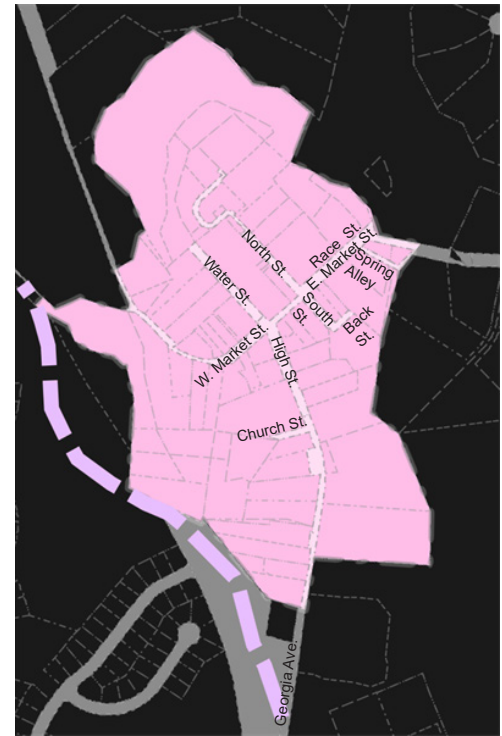 North St.
Race St.
E. Market St.
Spring
Alley
Water St.
South
St.
Back
St.
W. Market St.
High St.
Church St.
Georgia Ave.